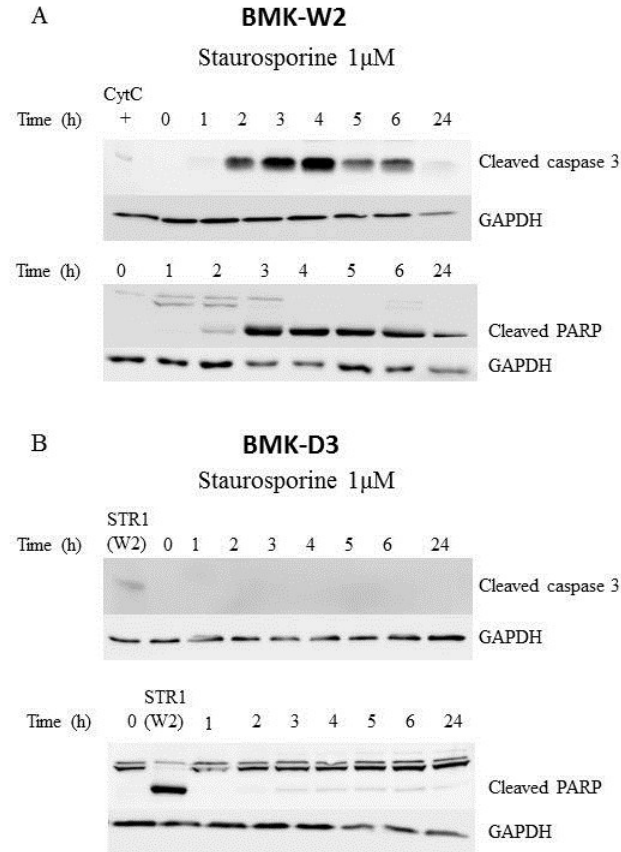 A
BMK-W2
Staurosporine 1μM
CytC
Time (h) + 0 1 2 3 4 5 6 24
Cleaved caspase 3
GAPDH
Time (h) 0 1 2 3 4 5 6 24
Cleaved PARP
GAPDH
B
BMK-D3
Staurosporine 1μM
STR1
Time (h) (W2) 0 1 2 3 4 5 6 24
Cleaved caspase 3
GAPDH
STR1
Time (h) 0 (W2) 1 2 3 4 5 6 24
Cleaved PARP
GAPDH